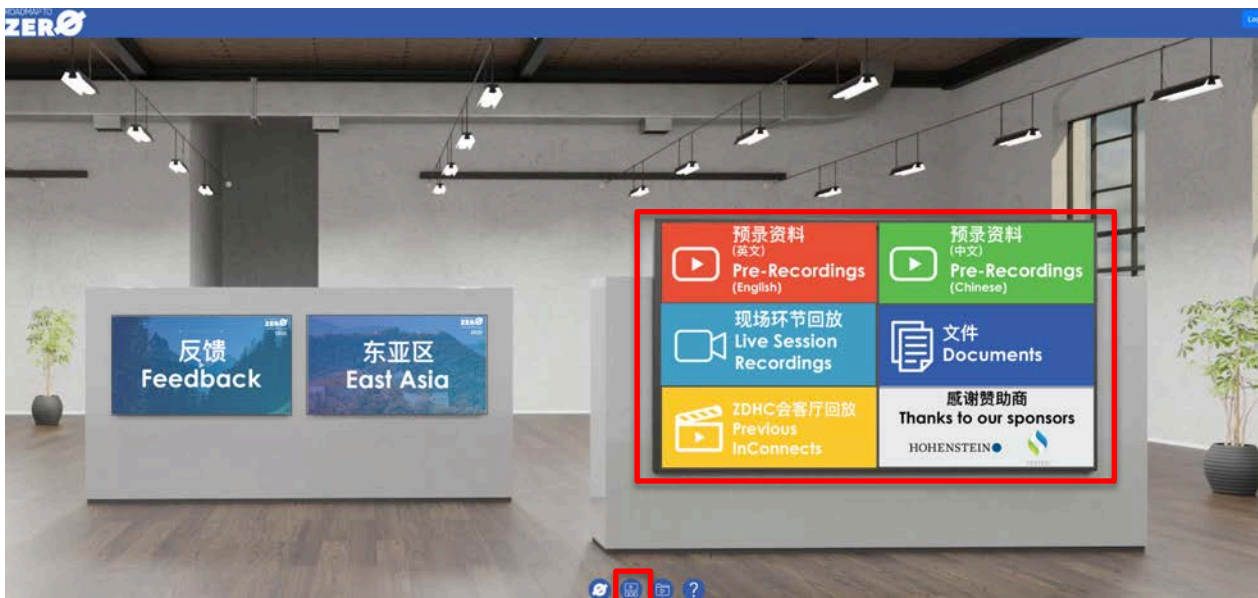 ROADMAP TO
ZERO
反馈
Feedback
东亚区
East Asia
预录资料
(英文)
Pre-Recordings
(English)
预录资料
(中文)
Pre-Recordings
(Chinese)
现场环节回放
Live Session
Recordings
文件
Documents
ZDHC会客厅回放
Previous
InConnects
感谢赞助商
Thanks to our sponsors
HOHENSTEIN
?